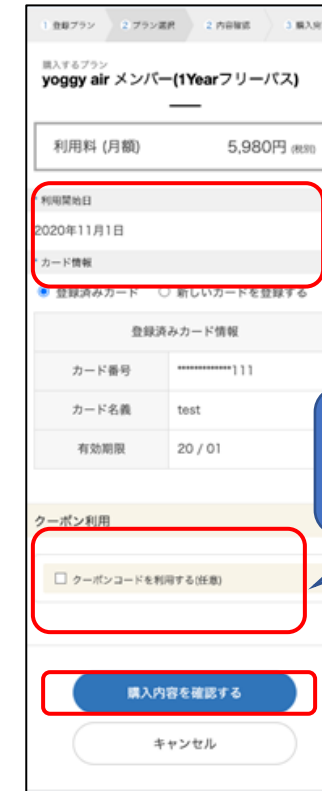 1 登録プラン 2 プラン選択 2 内容確認 3 購入完
購入するプラン
yoggy air メンバー(1Yearフリーパス)
利用料 (月額) 5,980円 (税別)
* 利用開始日
2020年11月1日
* カード情報
登録済みカード 新しいカードを登録する
登録済みカード情報
カード番号 **************111
カード名義 test
有効期限 20 / 01
クーポン利用
クーポンコードを利用する(任意)
購入内容を確認する
キャンセル